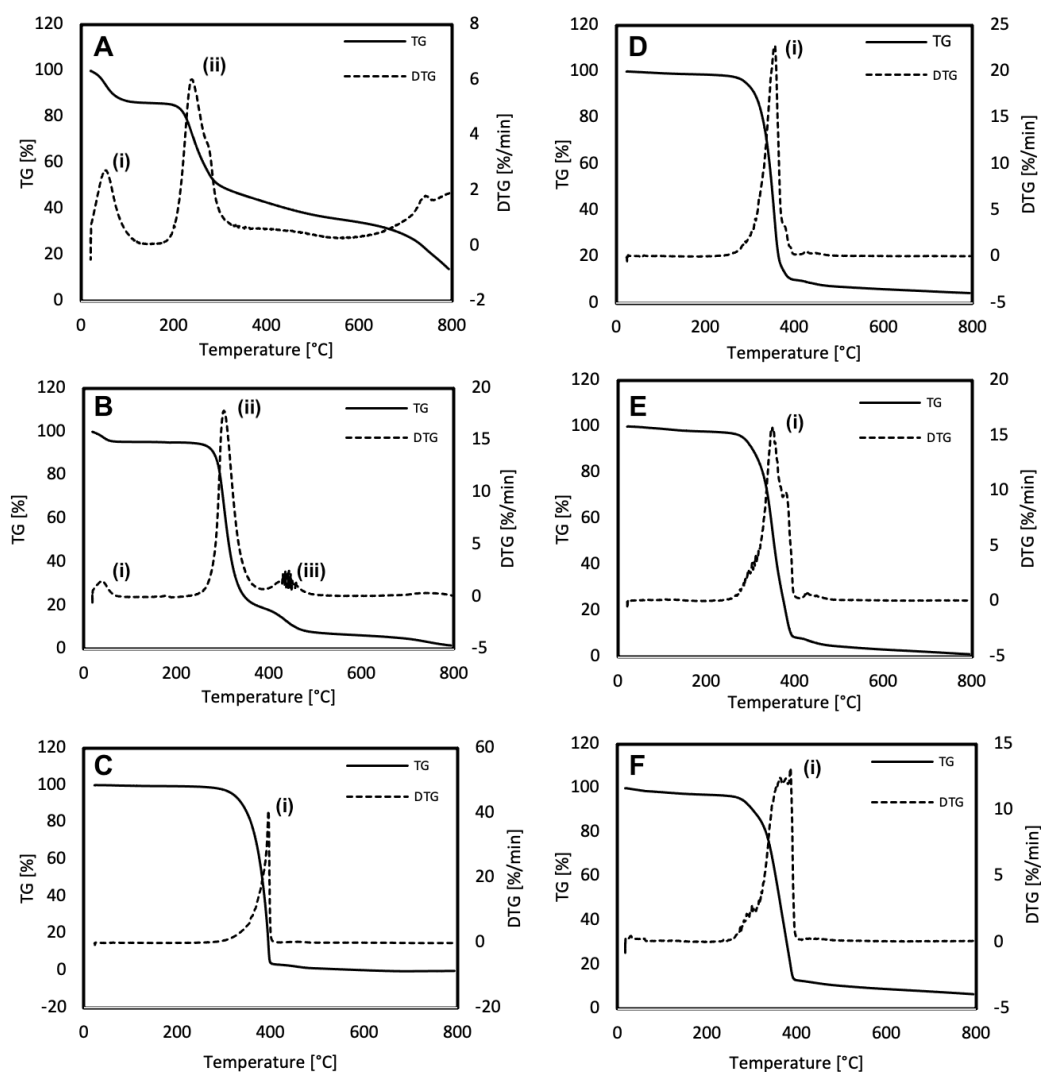 A
TG
DTG
(i)
(ii)
120
100
80
60
40
20
0
TG [%]
8
6
4
2
0
-2
DTG [%/min]
0 200 400 600 800
Temperature [°C]
D
TG
DTG
(i)
120
100
80
60
40
20
0
TG [%]
25
20
15
10
5
0
-5
DTG [%/min]
0 200 400 600 800
Temperature [°C]
B
TG
DTG
(i)
(ii)
(iii)
120
100
80
60
40
20
0
TG [%]
20
15
10
5
0
-5
DTG [%/min]
0 200 400 600 800
Temperature [°C]
E
TG
DTG
(i)
120
100
80
60
40
20
0
TG [%]
20
15
10
5
0
-5
DTG [%/min]
0 200 400 600 800
Temperature [°C]
C
TG
DTG
(i)
120
100
80
60
40
20
0
-20
TG [%]
60
40
20
0
-20
DTG [%/min]
0 200 400 600 800
Temperature [°C]
F
TG
DTG
(i)
120
100
80
60
40
20
0
TG [%]
15
10
5
0
-5
DTG [%/min]
0 200 400 600 800
Temperature [°C]